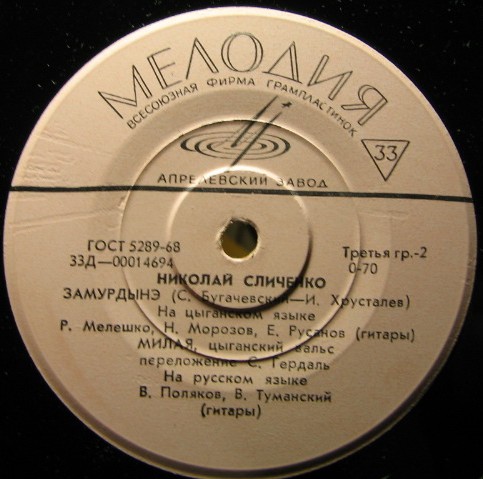 МЕЛОДИЯ
ВСЕСОЮЗНАЯ ФИРМА ГРАМПЛАСТИНОК
33
АПРЕЛЕВСКИЙ ЗАВОД
ГОСТ 5289-68
33Д—00014694
Третья гр.-2
0-70
НИКОЛАЙ СЛИЧЕНКО
ЗАМУРДЫНЭ (С. Бугачевский—И. Хрусталев)
На цыганском языке
Р. Мелешко, Н. Морозов, Е. Русанов (гитары)
МИЛАЯ, цыганский вальс
переложение С. Гердаль
На русском языке
В. Поляков, В. Туманский
(гитары)